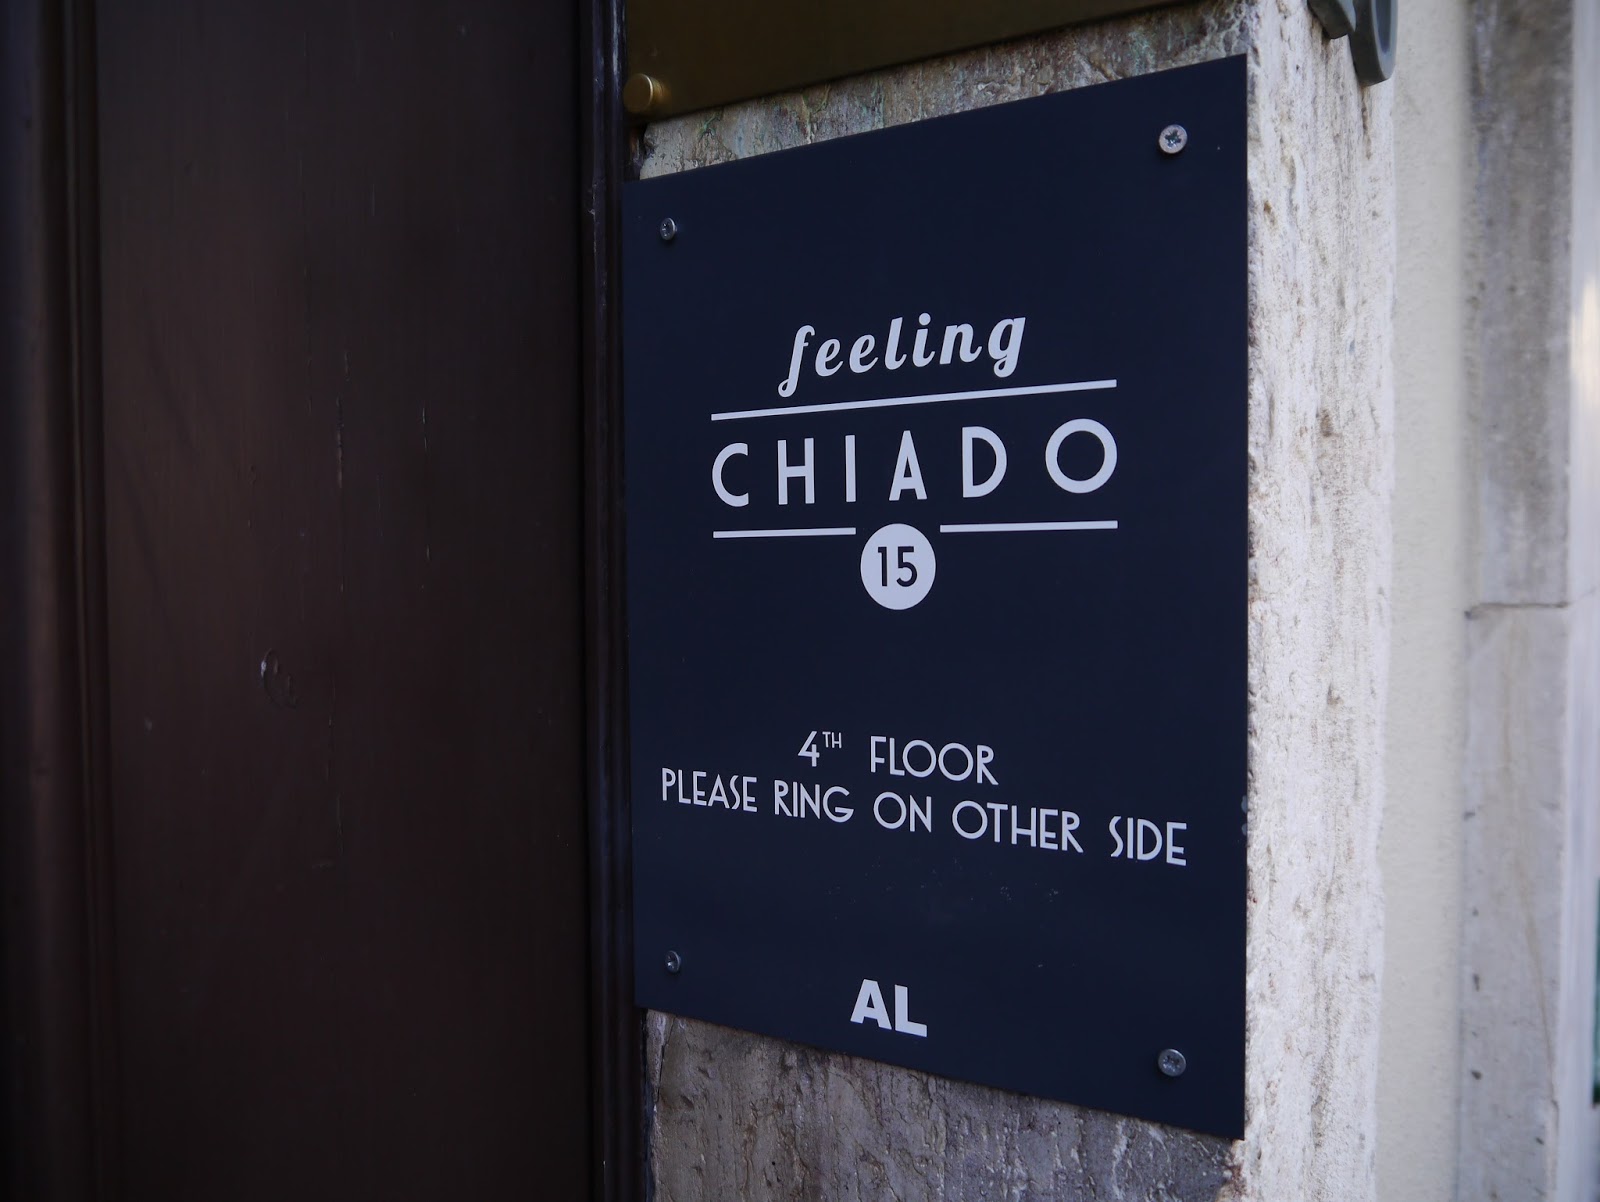 feeling
CHIADO
15
4TH FLOOR
PLEASE RING ON OTHER SIDE
AL